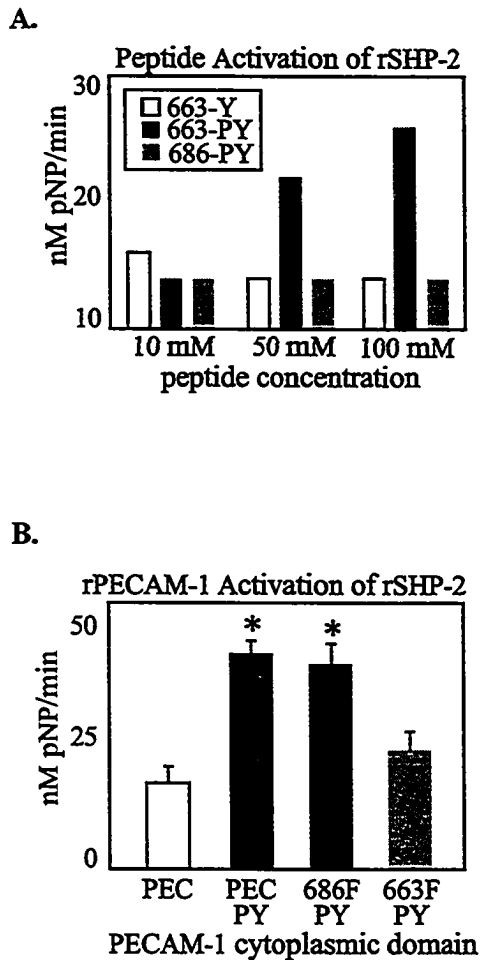 A.
Peptide Activation of rSHP-2
30
663-Y
663-PY
686-PY
20
10
nM pNP/min
10 mM 50 mM 100 mM
peptide concentration
B.
rPECAM-1 Activation of rSHP-2
50
* *
25
0
nM pNP/min
PEC PEC 686F 663F
PY PY PY
PECAM-1 cytoplasmic domain